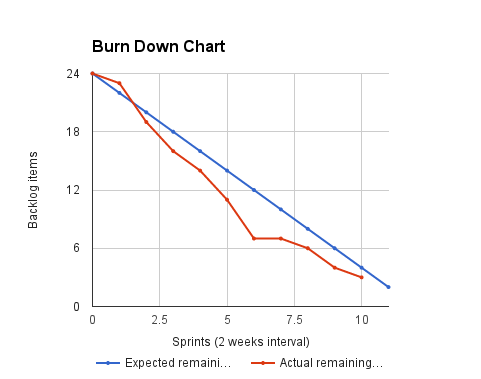 Burn Down Chart
24
18
12
6
0
Backlog items
0 2.5 5 7.5 10
Sprints (2 weeks interval)
Expected remaini... Actual remaining...